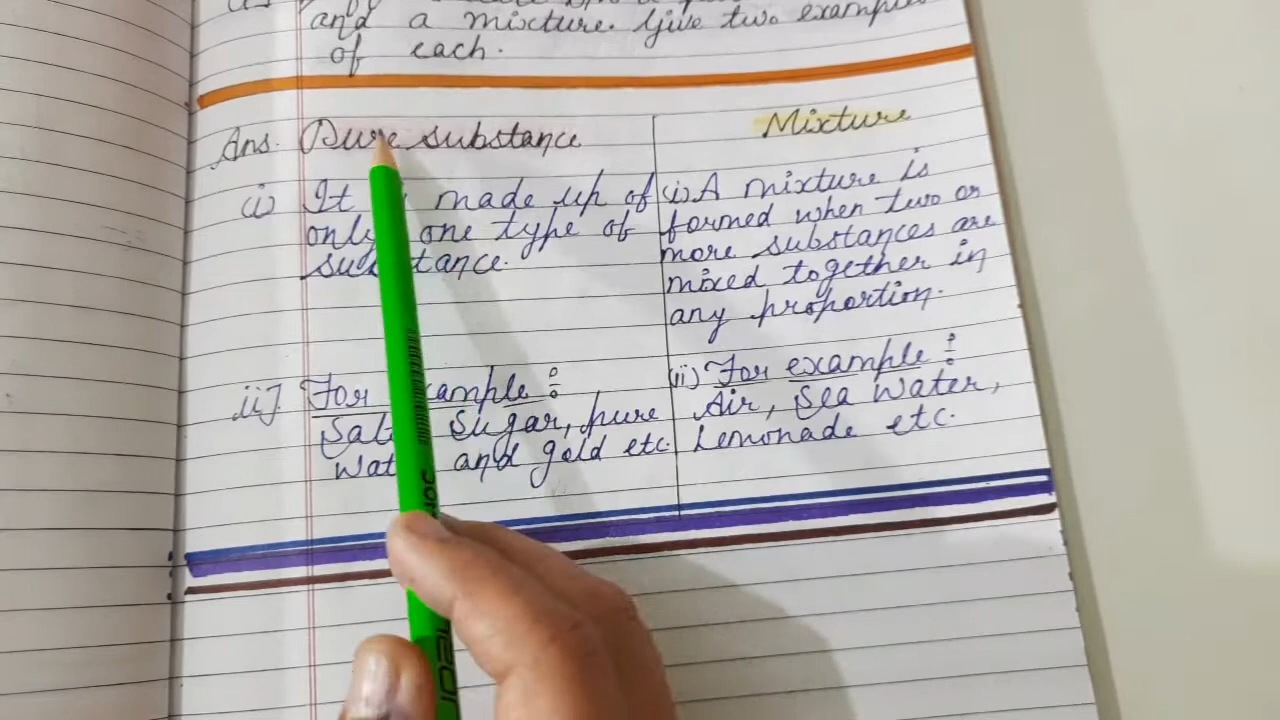 and a mixture. Give two examples
of each.
Ans. Pure substance
(i) It made up of
only one type of
substance.
ii] For example :
Salt Sugar, pure
Water and gold etc.
Mixture
(i) A mixture is
formed when two or
more substances are
mixed together in
any proportion.
(ii) For example :
Air, Sea Water,
Lemonade etc.